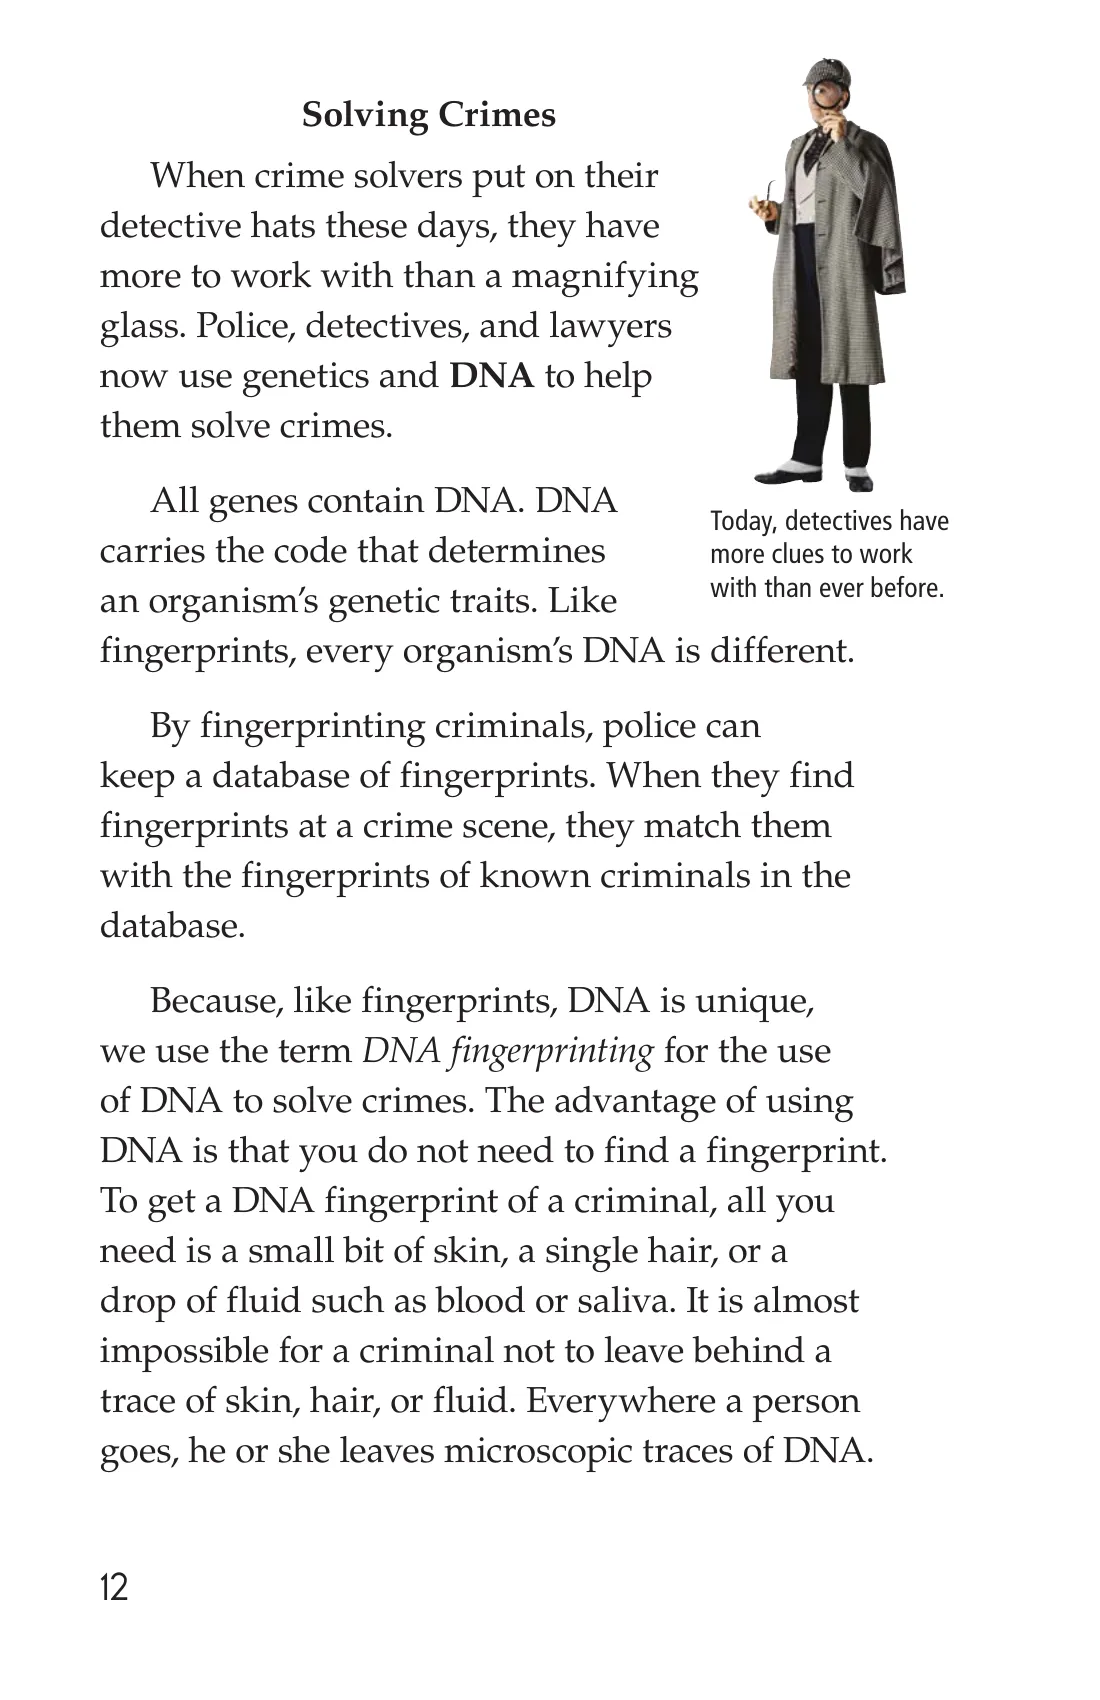 Solving Crimes
When crime solvers put on their
detective hats these days, they have
more to work with than a magnifying
glass. Police, detectives, and lawyers
now use genetics and DNA to help
them solve crimes.
All genes contain DNA. DNA
carries the code that determines
an organism’s genetic traits. Like
fingerprints, every organism’s DNA is different.
Today, detectives have
more clues to work
with than ever before.
By fingerprinting criminals, police can
keep a database of fingerprints. When they find
fingerprints at a crime scene, they match them
with the fingerprints of known criminals in the
database.
Because, like fingerprints, DNA is unique,
we use the term DNA fingerprinting for the use
of DNA to solve crimes. The advantage of using
DNA is that you do not need to find a fingerprint.
To get a DNA fingerprint of a criminal, all you
need is a small bit of skin, a single hair, or a
drop of fluid such as blood or saliva. It is almost
impossible for a criminal not to leave behind a
trace of skin, hair, or fluid. Everywhere a person
goes, he or she leaves microscopic traces of DNA.
12